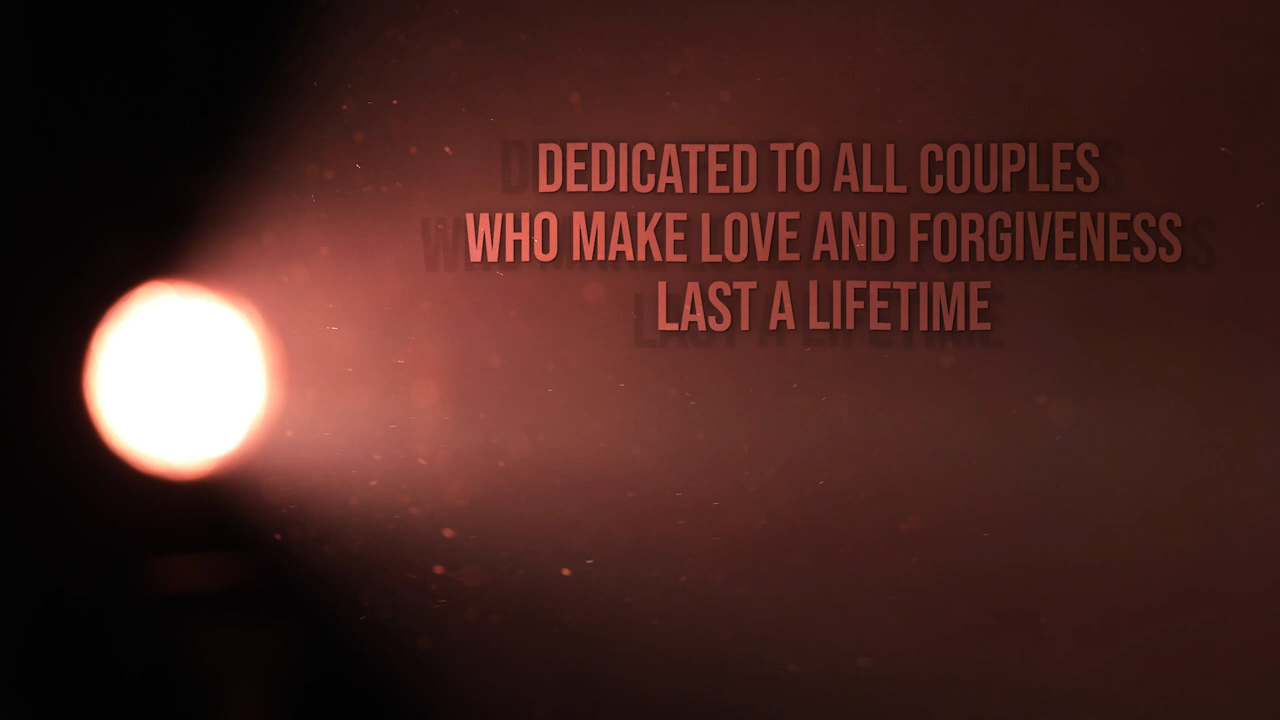 DEDICATED TO ALL COUPLES
WHO MAKE LOVE AND FORGIVENESS
LAST A LIFETIME